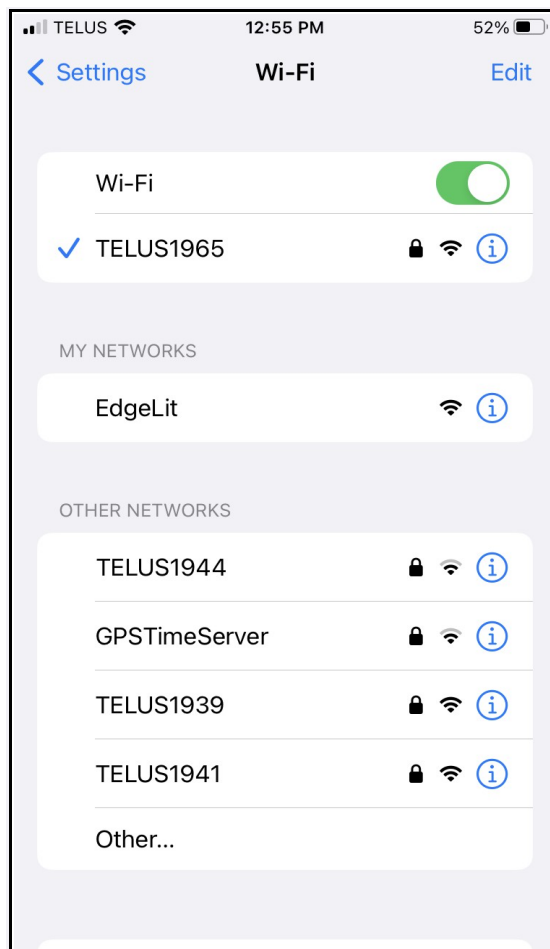 TELUS 12:55 PM 52%
Settings Wi-Fi Edit
Wi-Fi
TELUS1965
MY NETWORKS
EdgeLit
OTHER NETWORKS
TELUS1944
GPSTimeServer
TELUS1939
TELUS1941
Other...